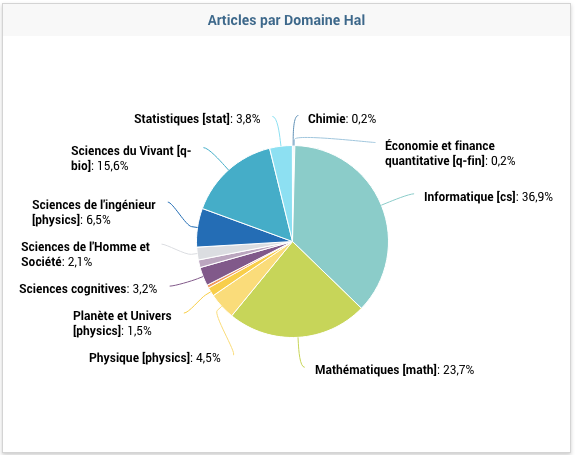 Articles par Domaine Hal
Statistiques [stat]: 3,8%
Chimie: 0,2%
Économie et finance
quantitative [q-fin]: 0,2%
Sciences du Vivant [q-
bio]: 15,6%
Informatique [cs]: 36,9%
Sciences de l'ingénieur
[physics]: 6,5%
Sciences de l'Homme et
Société: 2,1%
Sciences cognitives: 3,2%
Planète et Univers
[physics]: 1,5%
Physique [physics]: 4,5%
Mathématiques [math]: 23,7%